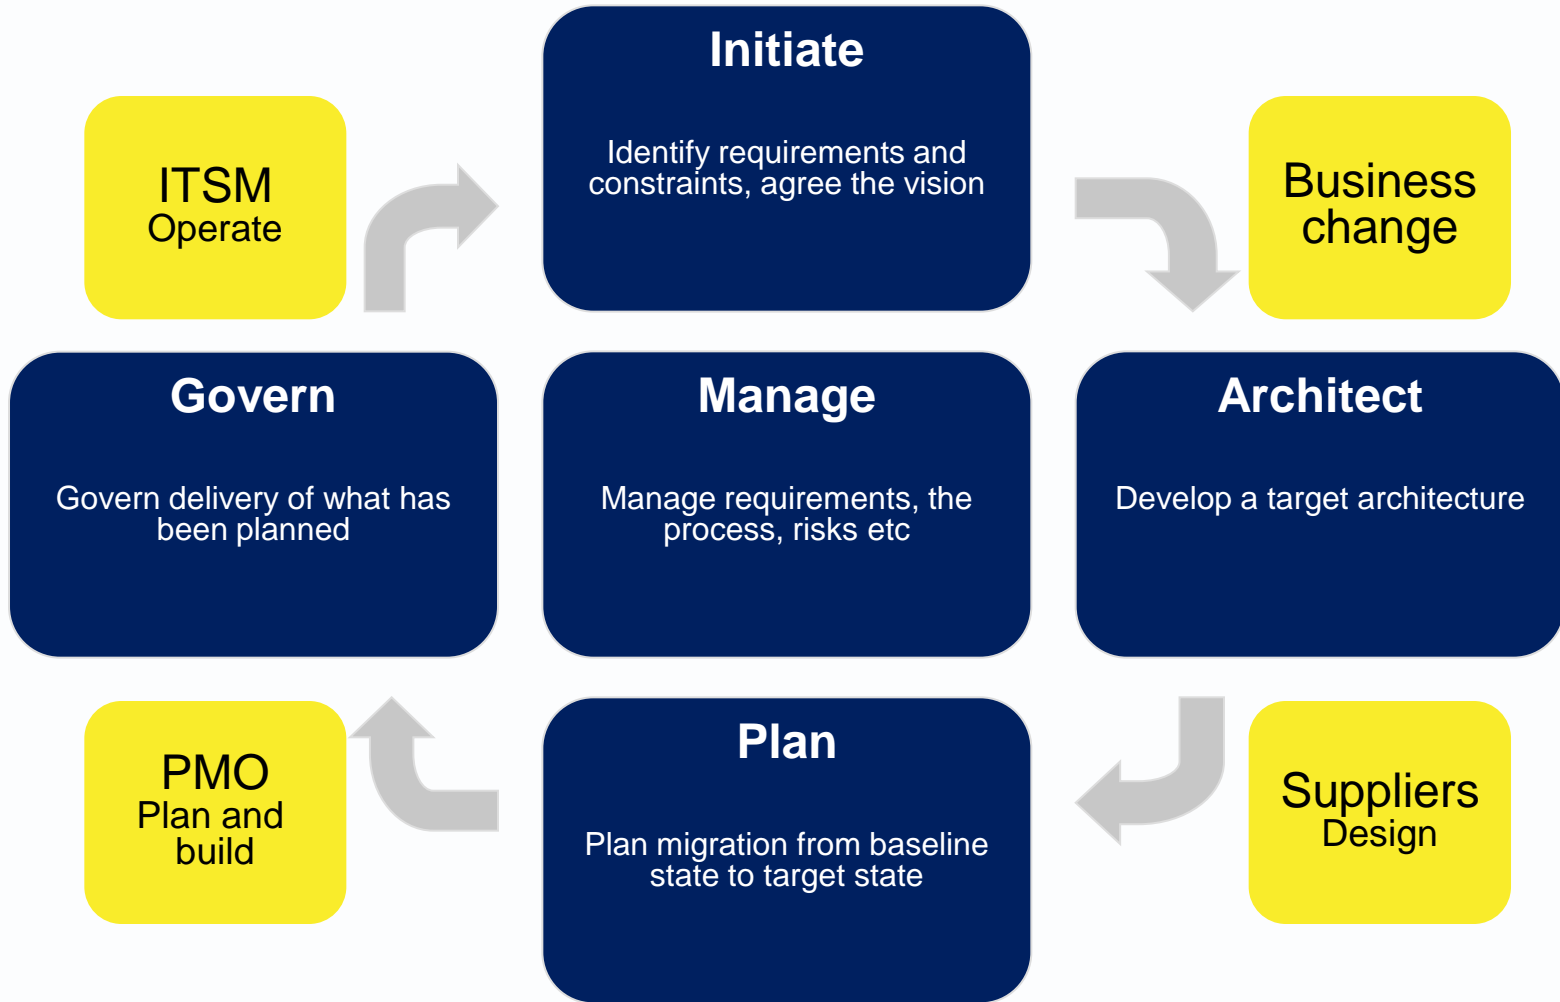 Initiate
Identify requirements and
constraints, agree the vision
ITSM
Operate
Business
change
Govern
Govern delivery of what has
been planned
Manage
Manage requirements, the
process, risks etc
Architect
Develop a target architecture
PMO
Plan and
build
Plan
Plan migration from baseline
state to target state
Suppliers
Design